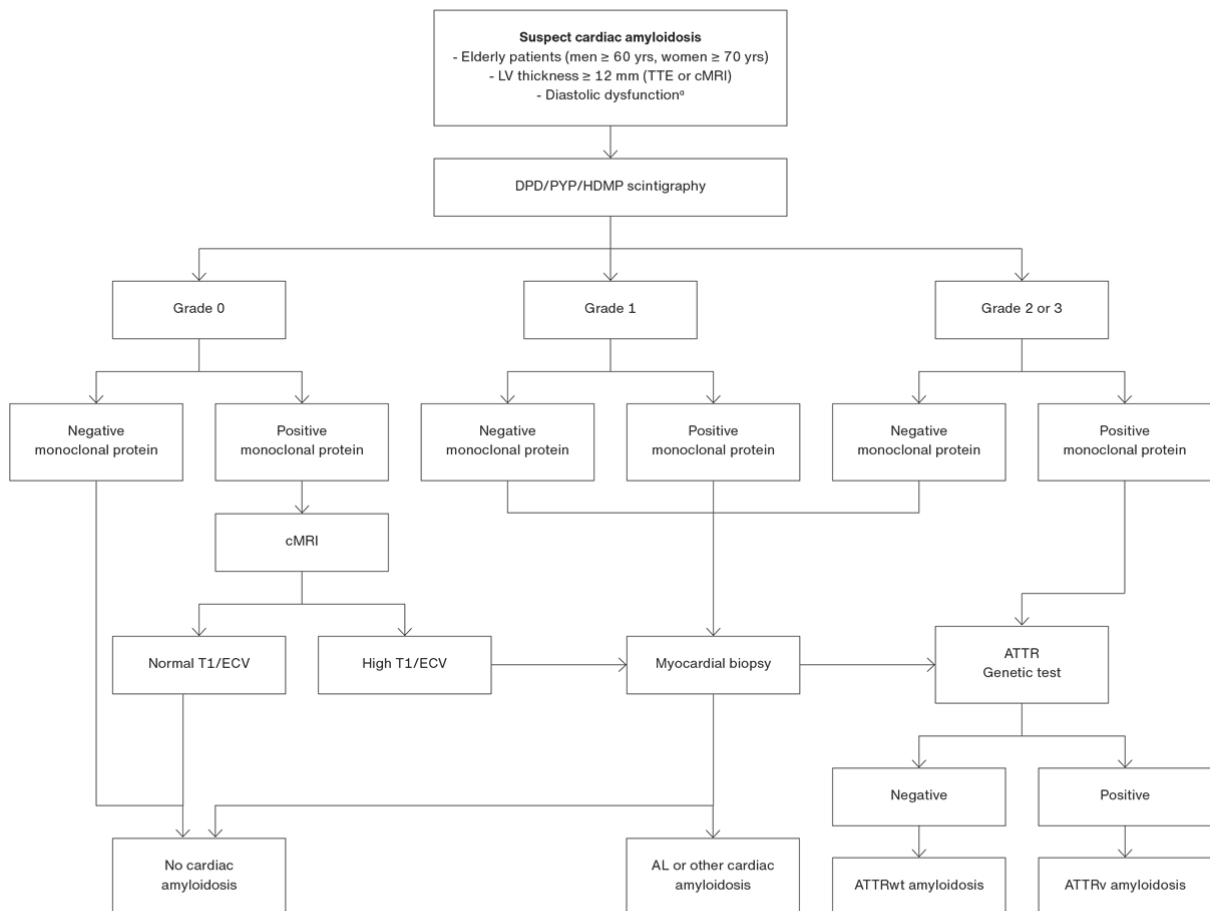 Suspect cardiac amyloidosis
- Elderly patients (men ≥ 60 yrs, women ≥ 70 yrs)
- LV thickness ≥ 12 mm (TTE or cMRI)
- Diastolic dysfunctionº
DPD/PYP/HDMP scintigraphy
Grade 0
Grade 1
Grade 2 or 3
Negative
monoclonal protein
Positive
monoclonal protein
Negative
monoclonal protein
Positive
monoclonal protein
Negative
monoclonal protein
Positive
monoclonal protein
cMRI
Normal T1/ECV
High T1/ECV
Myocardial biopsy
ATTR
Genetic test
Negative
Positive
No cardiac
amyloidosis
AL or other cardiac
amyloidosis
ATTRwt amyloidosis
ATTRv amyloidosis